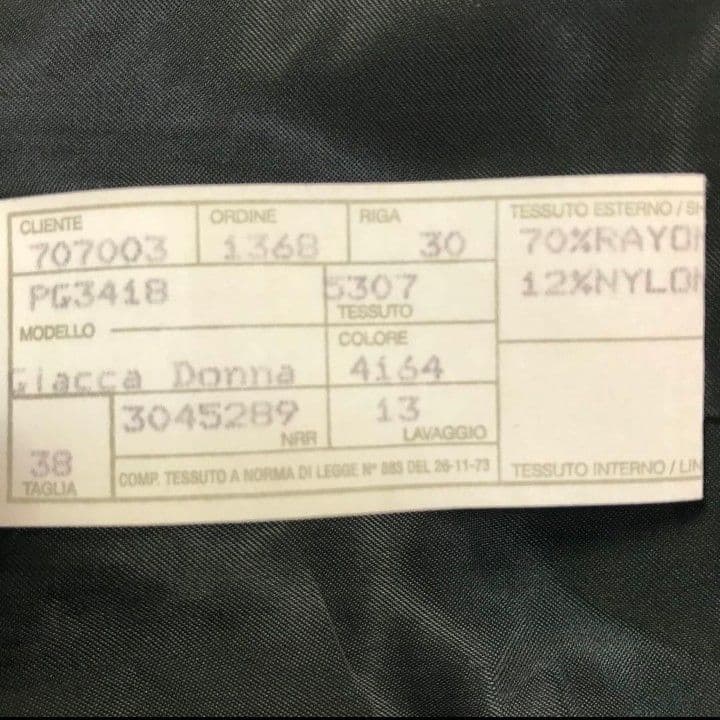 CLIENTE
707003
ORDINE
1368
RIGA
30
TESSUTO ESTERNO / SH
70%RAYON
12%NYLON
PG3418
MODELLO
Giacca Donna
5307
TESSUTO
COLORE
4164
38
TAGLIA
3045289
NRR
13
LAVAGGIO
COMP. TESSUTO A NORMA DI LEGGE Nº 883 DEL 26-11-73
TESSUTO INTERNO / LIN